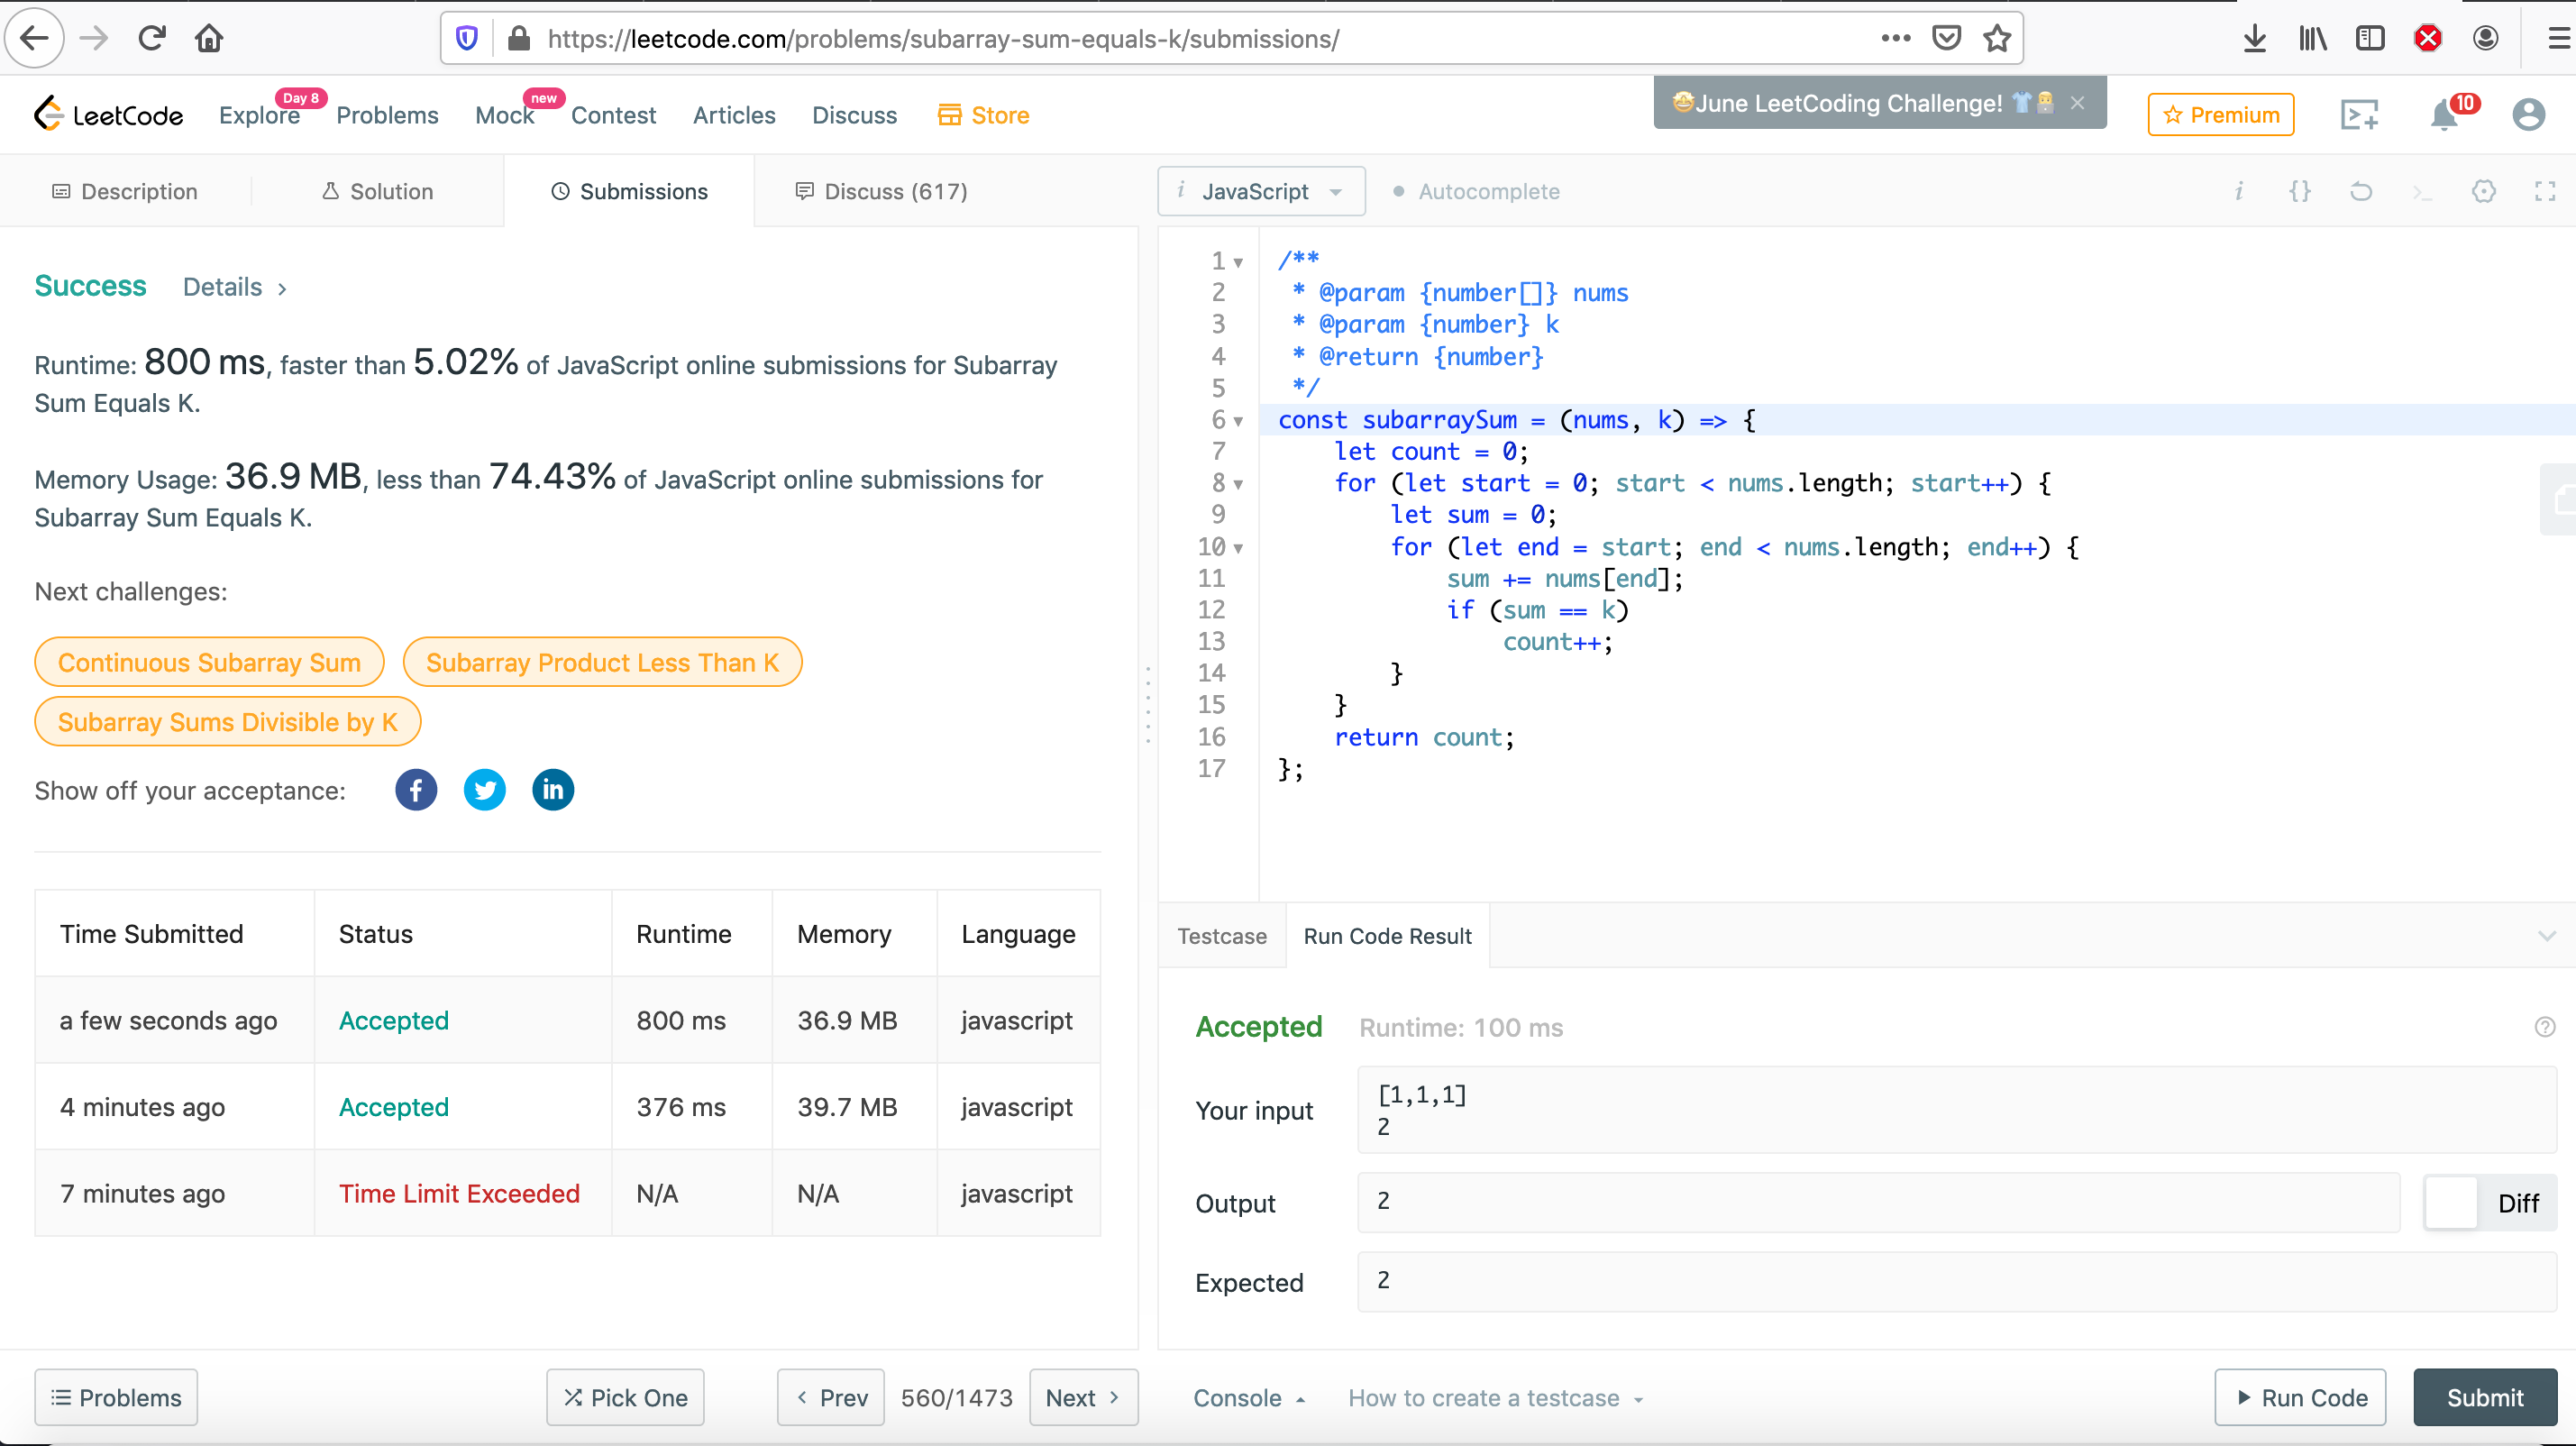 https://leetcode.com/problems/subarray-sum-equals-k/submissions/
LeetCode
Explore
Day 8
Problems
Mock
new
Contest
Articles
Discuss
Store
🤩June LeetCoding Challenge! 👕
Premium
10
Description
Solution
Submissions
Discuss (617)
i JavaScript
Autocomplete
Success
Details
Runtime: 800 ms, faster than 5.02% of JavaScript online submissions for Subarray
Sum Equals K.
Memory Usage: 36.9 MB, less than 74.43% of JavaScript online submissions for
Subarray Sum Equals K.
Next challenges:
Continuous Subarray Sum
Subarray Product Less Than K
Subarray Sums Divisible by K
Show off your acceptance:
Time Submitted Status Runtime Memory Language
a few seconds ago Accepted 800 ms 36.9 MB javascript
4 minutes ago Accepted 376 ms 39.7 MB javascript
7 minutes ago Time Limit Exceeded N/A N/A javascript
1 /**
2 * @param {number[]} nums
3 * @param {number} k
4 * @return {number}
5 */
6 const subarraySum = (nums, k) => {
7 let count = 0;
8 for (let start = 0; start < nums.length; start++) {
9 let sum = 0;
10 for (let end = start; end < nums.length; end++) {
11 sum += nums[end];
12 if (sum == k)
13 count++;
14 }
15 }
16 return count;
17 };
Testcase
Run Code Result
Accepted
Runtime: 100 ms
Your input
[1,1,1]
2
Output
2
Diff
Expected
2
Problems
Pick One
Prev
560/1473
Next
Console
How to create a testcase
Run Code
Submit